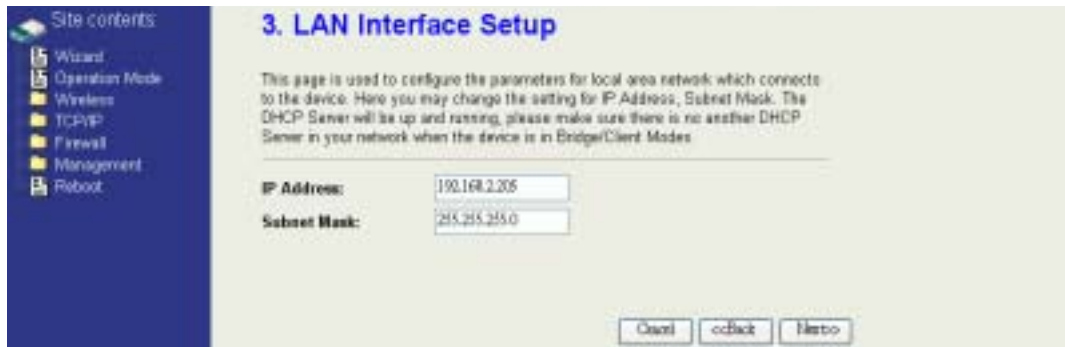 Site contents:
Wizard
Operation Mode
Wireless
TCP/IP
Firewall
Management
Reboot
3. LAN Interface Setup
This page is used to configure the parameters for local area network which connects
to the device. Here you may change the setting for IP Address, Subnet Mask. The
DHCP Server will be up and running, please make sure there is no another DHCP
Server in your network when the device is in Bridge/Client Modes
IP Address:
192.168.2.205
Subnet Mask:
255.255.255.0
Cancel
<<Back
Next>>